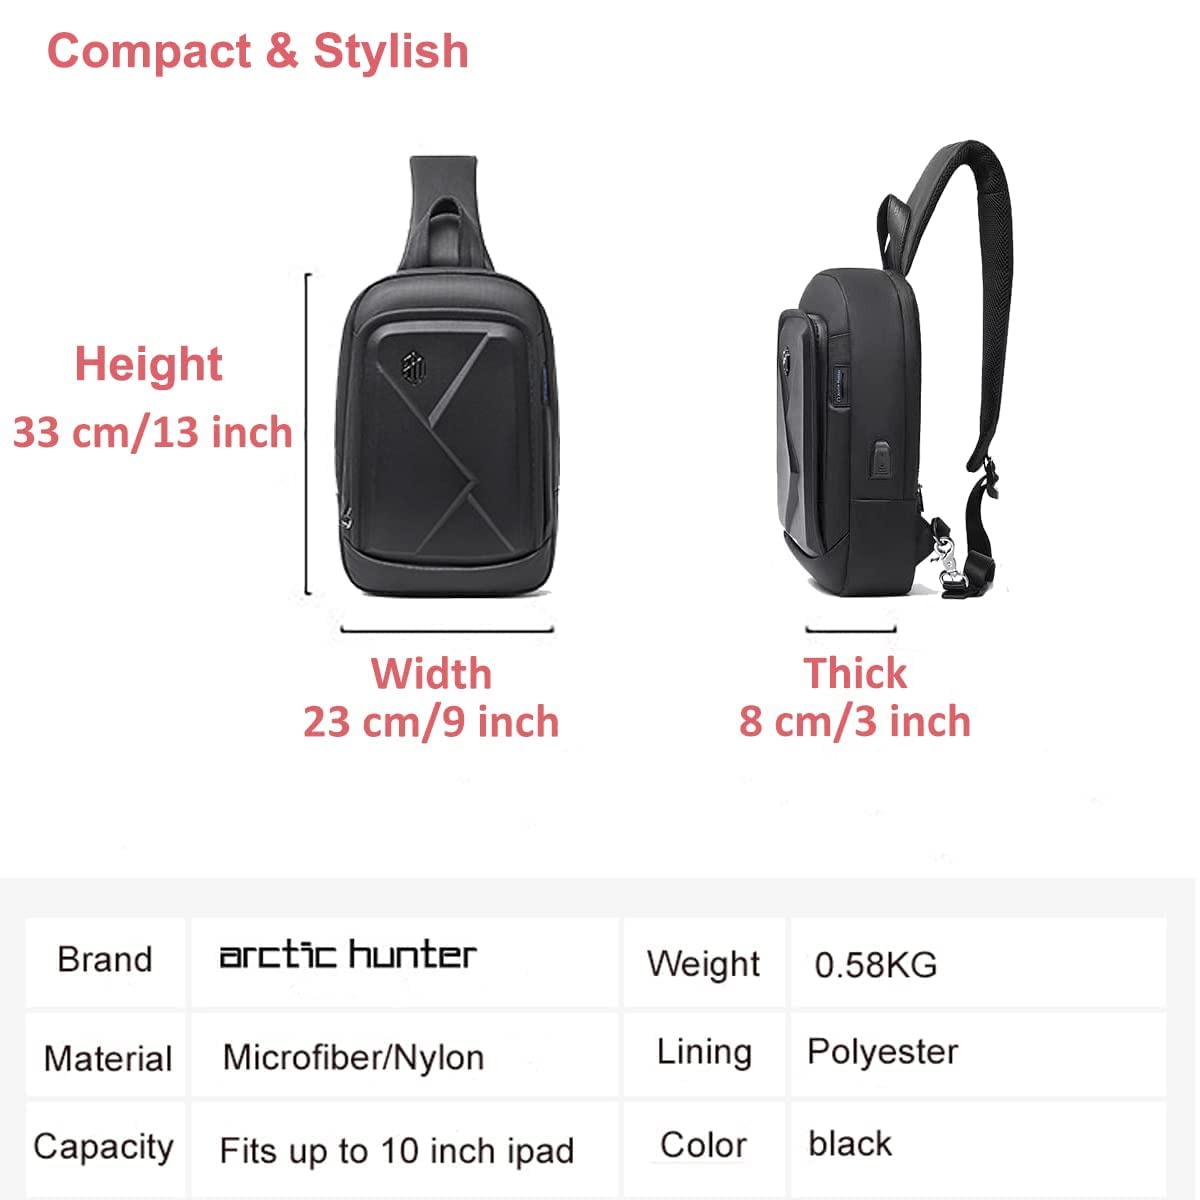 Compact & Stylish
Height
33 cm/13 inch
Width
23 cm/9 inch
Thick
8 cm/3 inch
Brand
arctic hunter
Weight
0.58KG
Material
Microfiber/Nylon
Lining
Polyester
Capacity
Fits up to 10 inch ipad
Color
black